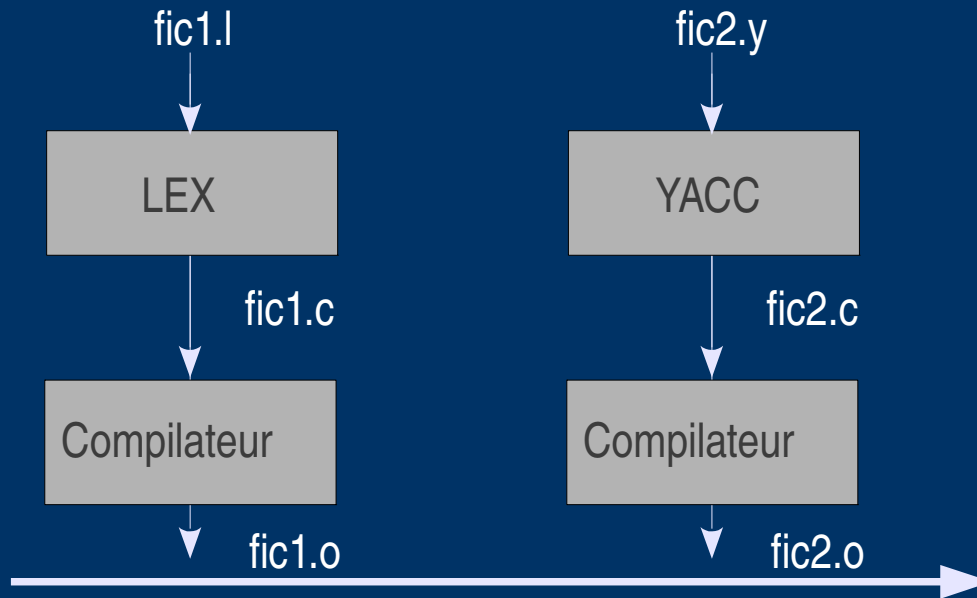 fic1.l
fic2.y
LEX
YACC
fic1.c
fic2.c
Compilateur
Compilateur
fic1.o
fic2.o